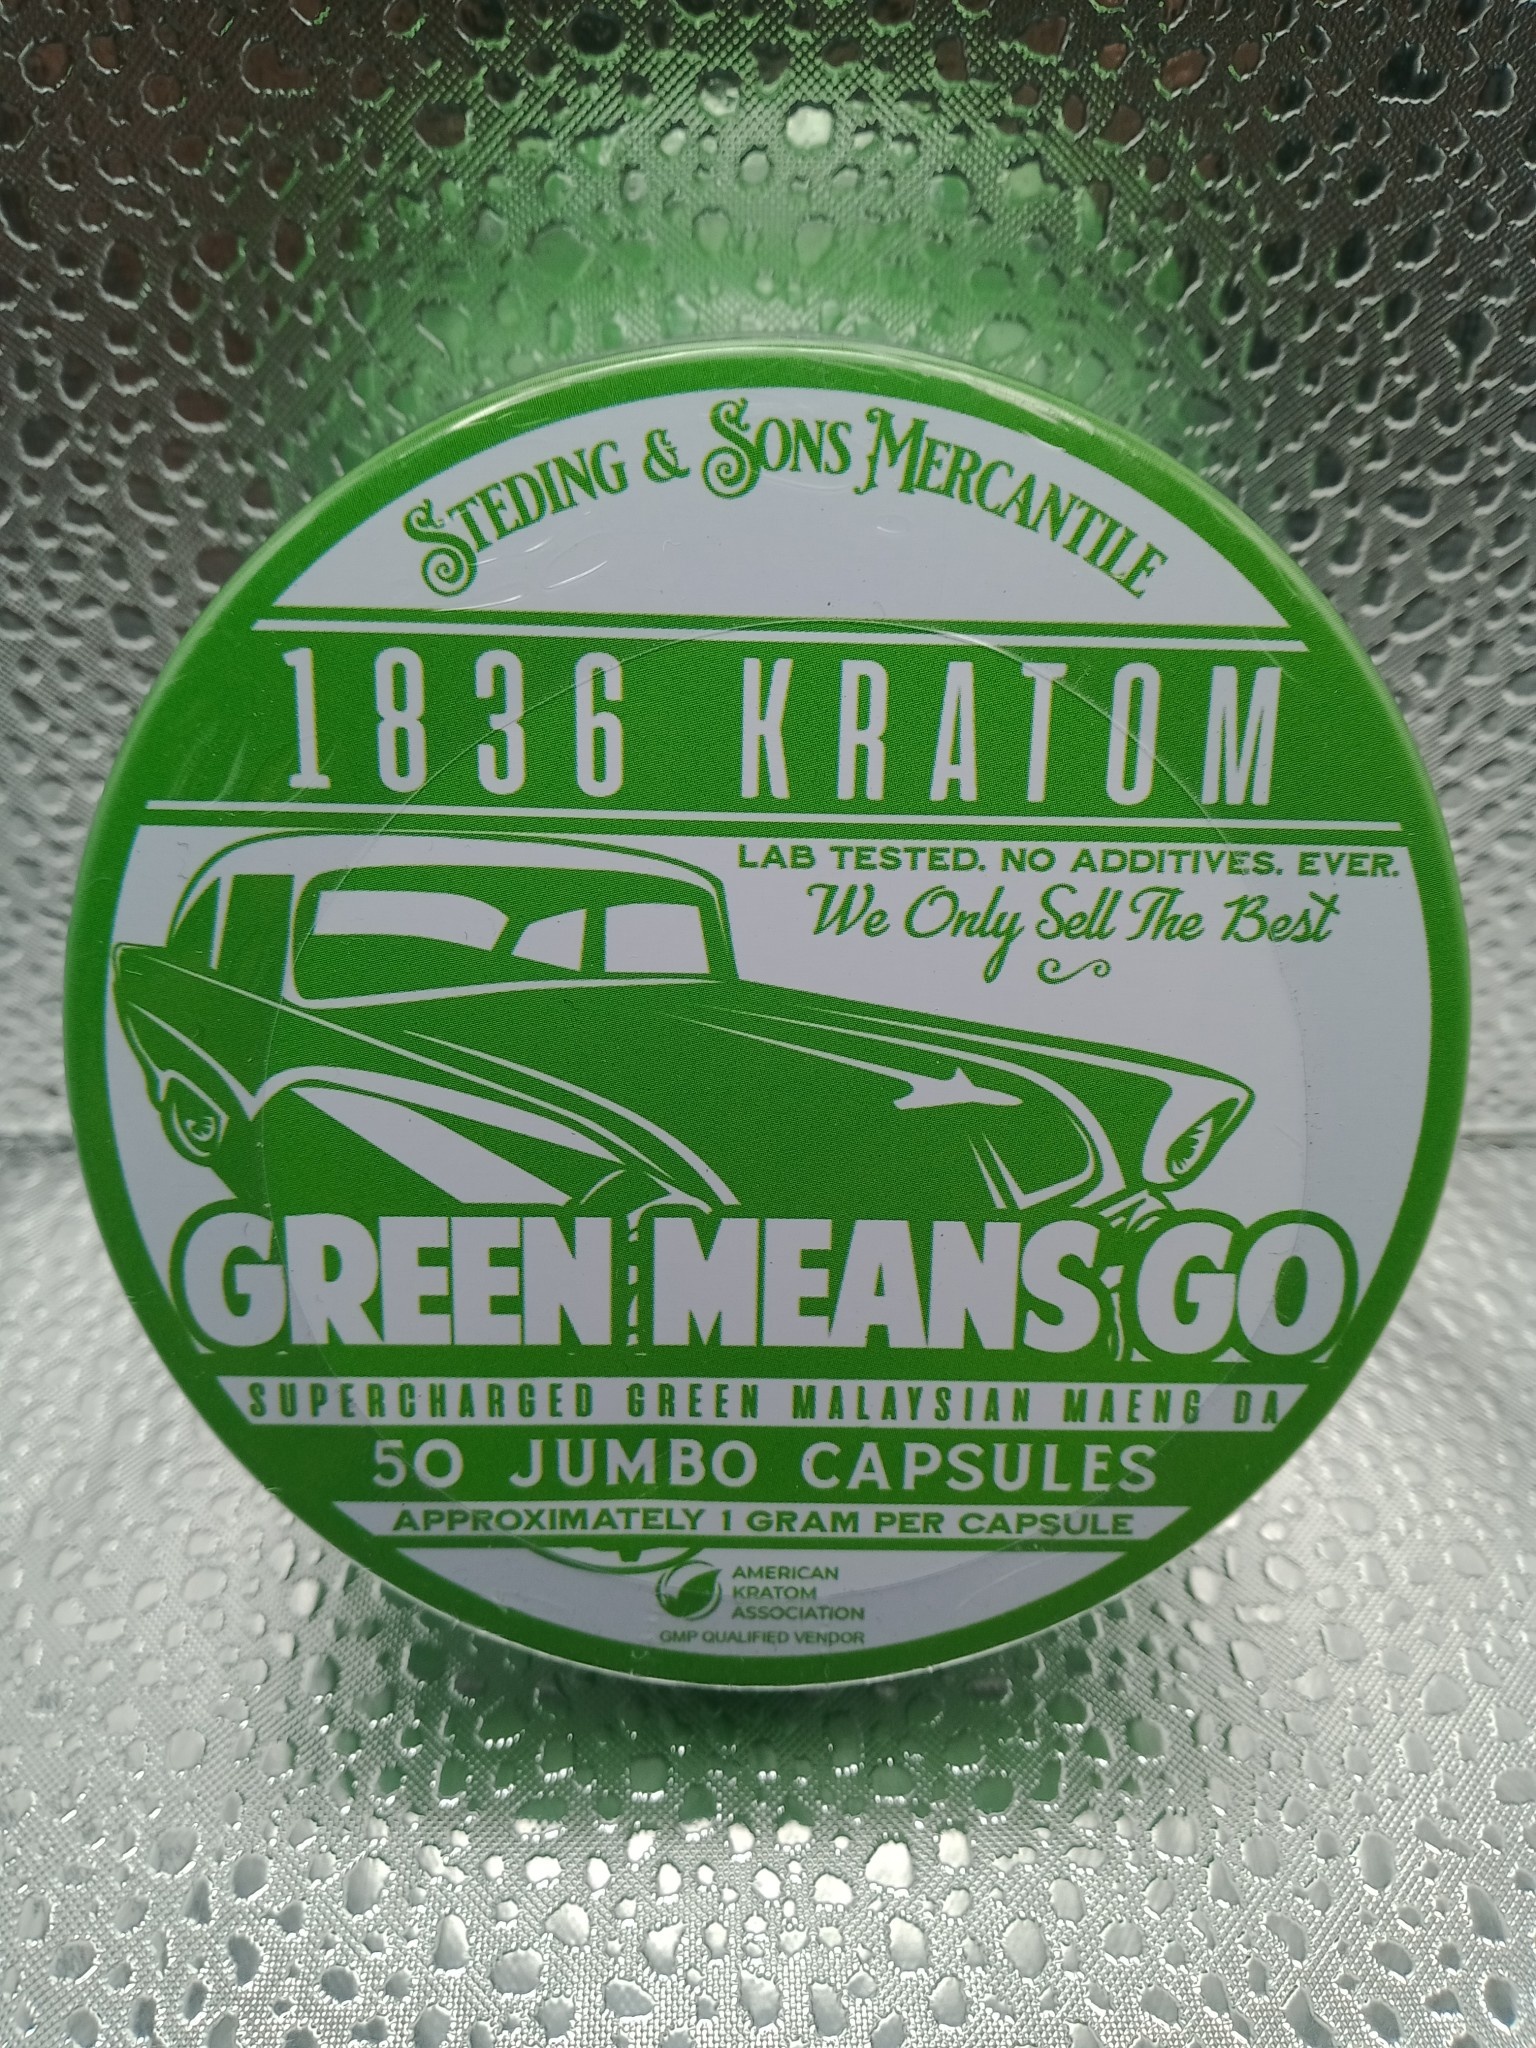 STEDING & SONS MERCANTILE
1836 KRATOM
LAB TESTED. NO ADDITIVES. EVER.
We Only Sell The Best
GREEN MEANS GO
SUPERCHARGED GREEN MALAYSIAN MAENG DA
50 JUMBO CAPSULES
APPROXIMATELY 1 GRAM PER CAPSULE
AMERICAN
KRATOM
ASSOCIATION
GMP QUALIFIED VENDOR